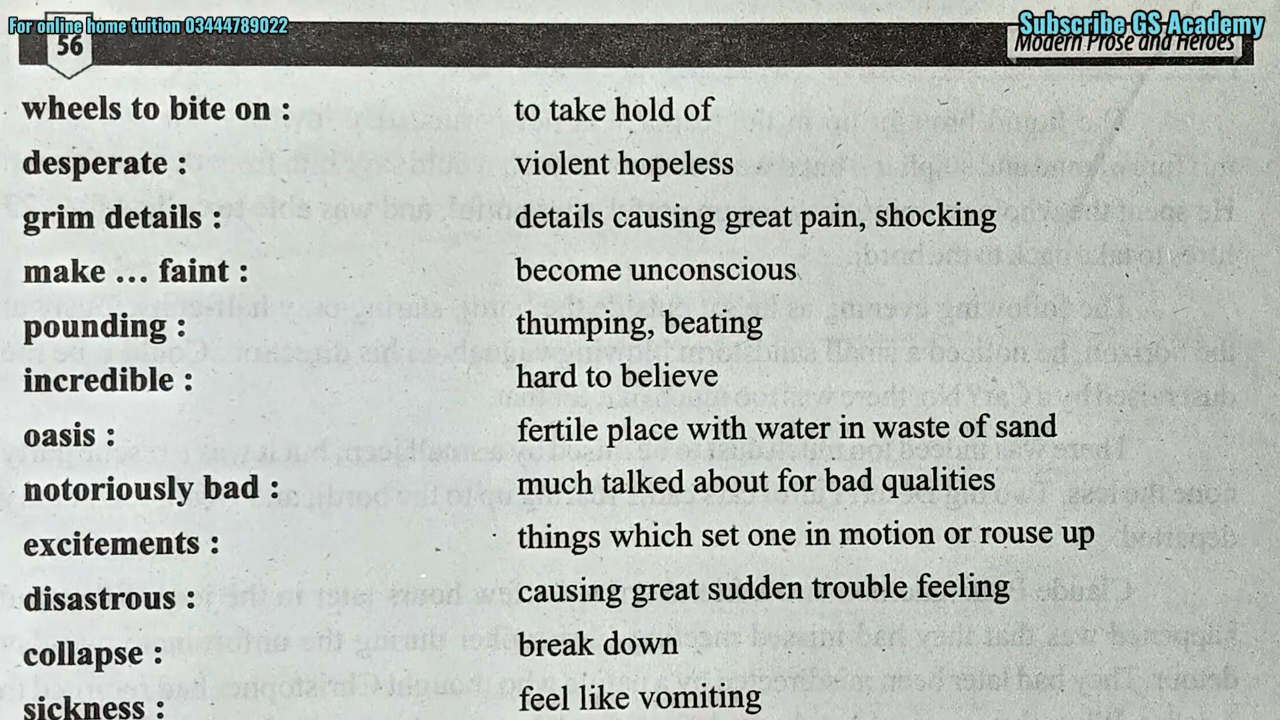 For online home tuition 03444789022
Subscribe GS Academy
56
Modern Prose and Heroes
wheels to bite on : to take hold of
desperate : violent hopeless
grim details : details causing great pain, shocking
make ... faint : become unconscious
pounding : thumping, beating
incredible : hard to believe
oasis : fertile place with water in waste of sand
notoriously bad : much talked about for bad qualities
excitements : things which set one in motion or rouse up
disastrous : causing great sudden trouble feeling
collapse : break down
sickness : feel like vomiting